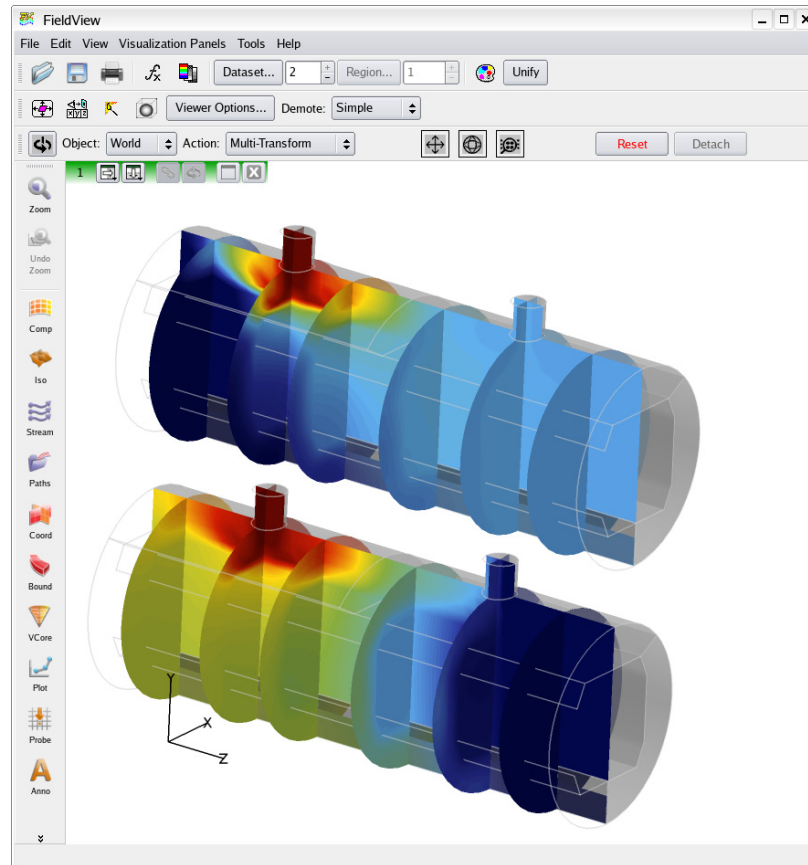 FieldView
File Edit View Visualization Panels Tools Help
fx Dataset... 2 Region... 1 Unify
Viewer Options... Demote: Simple
Object: World Action: Multi-Transform Reset Detach
1
Zoom
Undo
Zoom
Comp
Iso
Stream
Paths
Coord
Bound
VCore
Plot
Probe
A
Anno
Y
X
Z